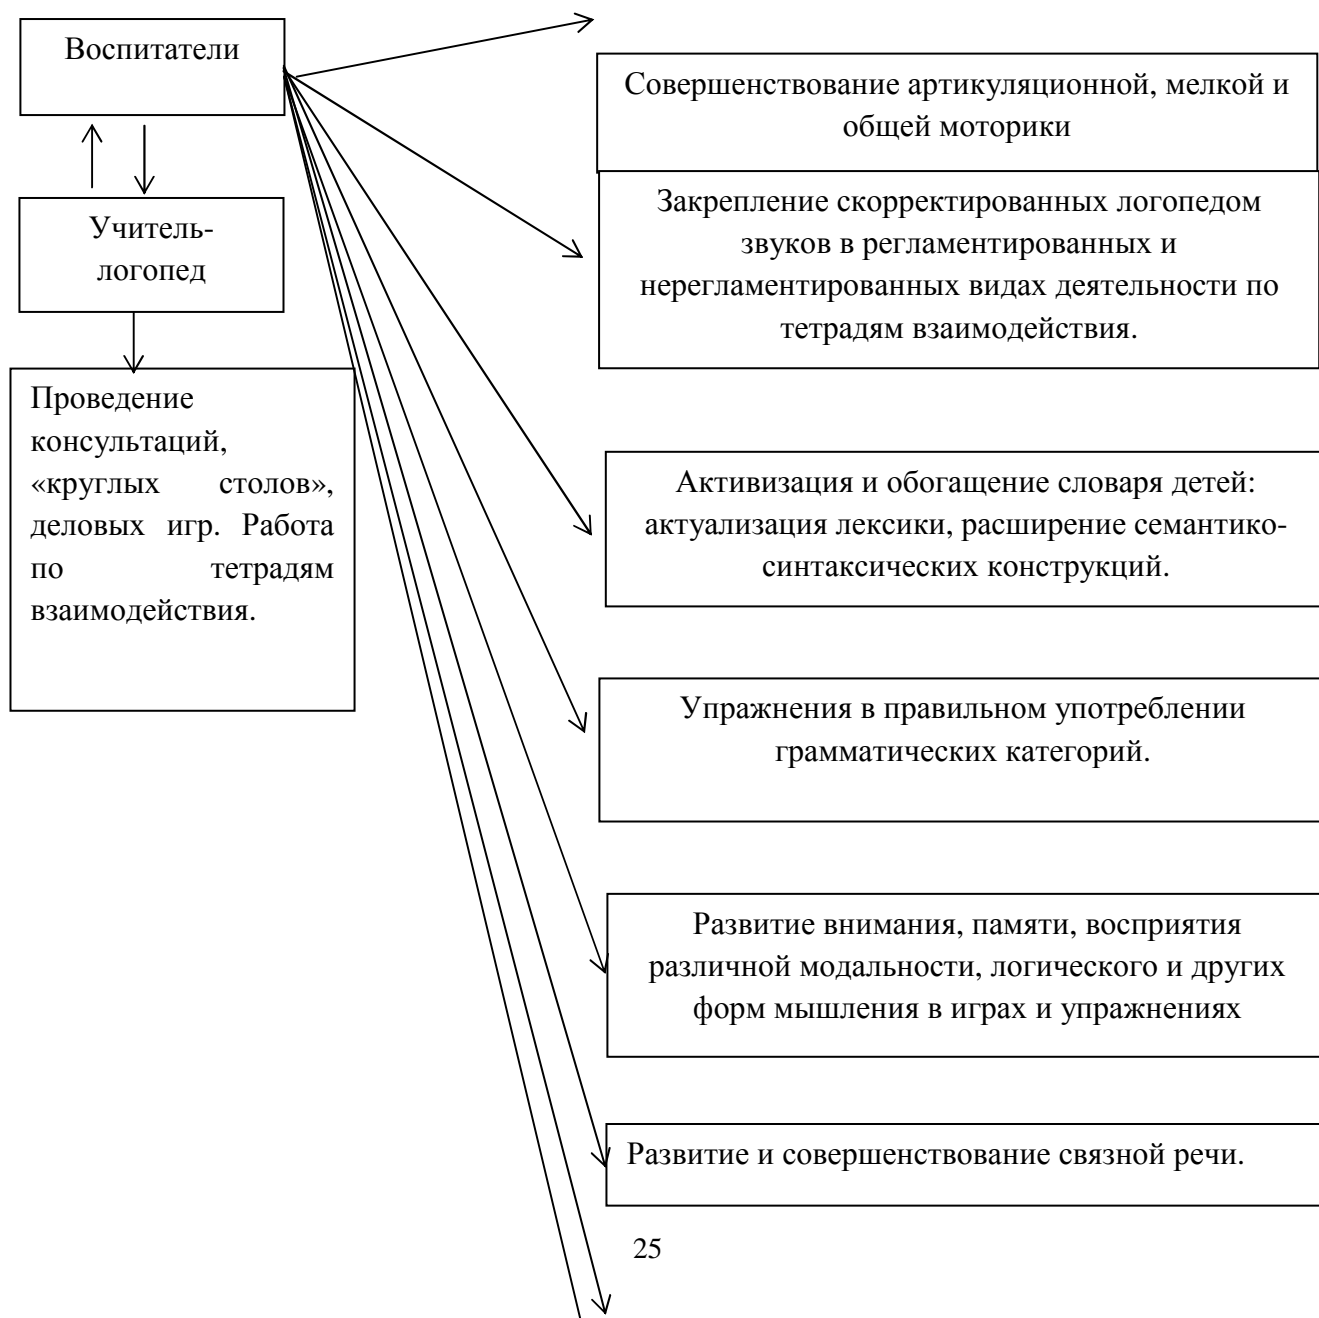 Воспитатели
Учитель-
логопед
Проведение
консультаций,
«круглых столов»,
деловых игр. Работа
по тетрадям
взаимодействия.
Совершенствование артикуляционной, мелкой и
общей моторики
Закрепление скорректированных логопедом
звуков в регламентированных и
нерегламентированных видах деятельности по
тетрадям взаимодействия.
Активизация и обогащение словаря детей:
актуализация лексики, расширение семантико-
синтаксических конструкций.
Упражнения в правильном употреблении
грамматических категорий.
Развитие внимания, памяти, восприятия
различной модальности, логического и других
форм мышления в играх и упражнениях
Развитие и совершенствование связной речи.
25